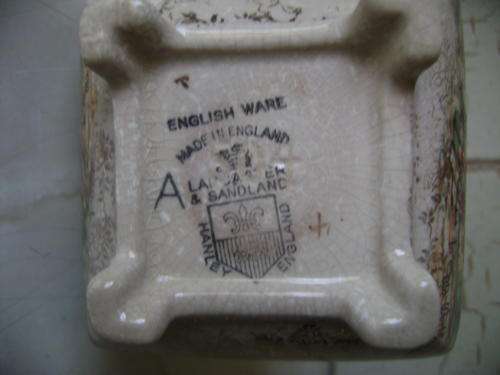 ENGLISH WARE
MADE IN ENGLAND
A
& SANDLAND
HANLEY
ENGLAND